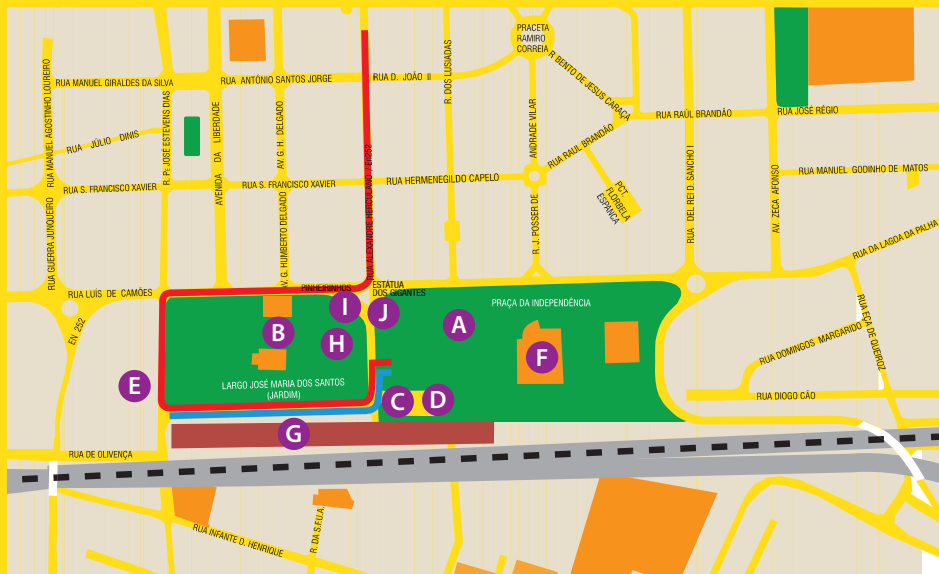 PRACETA
RAMIRO
CORREIA
RUA MANUEL GIRALDES DA SILVA
RUA ANTÓNIO SANTOS JORGE
RUA D. JOÃO II
R. DOS LUSIADAS
R BENTO DE JESUS CARAÇA
RUA RAÚL BRANDÃO
RUA JOSÉ RÉGIO
RUA MANUEL AGOSTINHO LOUREIRO
RUA JÚLIO DINIS
R. Pe JOSÉ ESTEVENS DIAS
AVENIDA DA LIBERDADE
AV. G. H. DELGADO
ANDRADE VILAR
RUA RAUL BRANDÃO
RUA S. FRANCISCO XAVIER
RUA S. FRANCISCO XAVIER
RUA HERMENEGILDO CAPELO
RUA MANUEL GODINHO DE MATOS
RUA GUERRA JUNQUEIRO
AV. G. HUMBERTO DELGADO
RUA ALEXANDRE HERCULANO / EN252
R. J. POSSER DE
PCT.
FLORBELA
ESPANCA
RUA DEL REI D. SANCHO I
AV. ZECA AFONSO
RUA DA LAGOA DA PALHA
RUA LUÍS DE CAMÕES
PINHEIRINHOS
ESTÁTUA
DOS GIGANTES
PRAÇA DA INDEPENDÊNCIA
EN 252
I
J
A
B
H
F
RUA EÇA DE QUEIROZ
RUA DOMINGOS MARGARIDO
E
LARGO JOSÉ MARIA DOS SANTOS
(JARDIM)
C
D
RUA DIOGO CÃO
G
RUA DE OLIVENÇA
RUA INFANTE D. HENRIQUE
R. DA S.F.U.A.